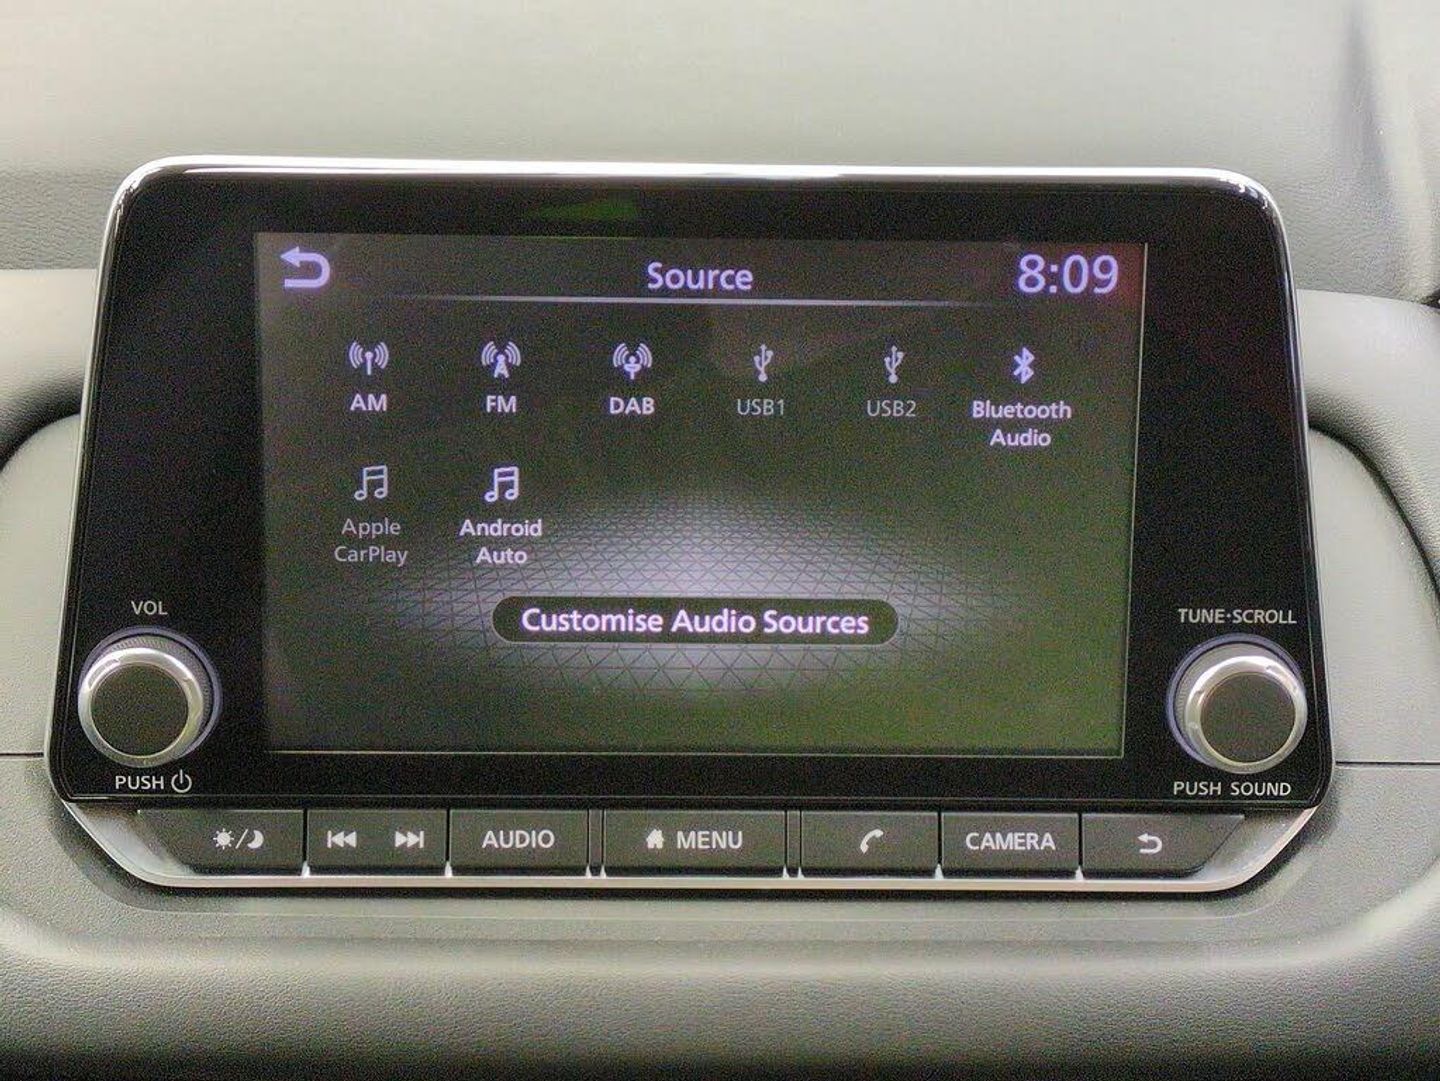 Source
8:09
AM
FM
DAB
USB1
USB2
Bluetooth
Audio
Apple
CarPlay
Android
Auto
Customise Audio Sources
VOL
PUSH
TUNE·SCROLL
PUSH SOUND
AUDIO
MENU
CAMERA